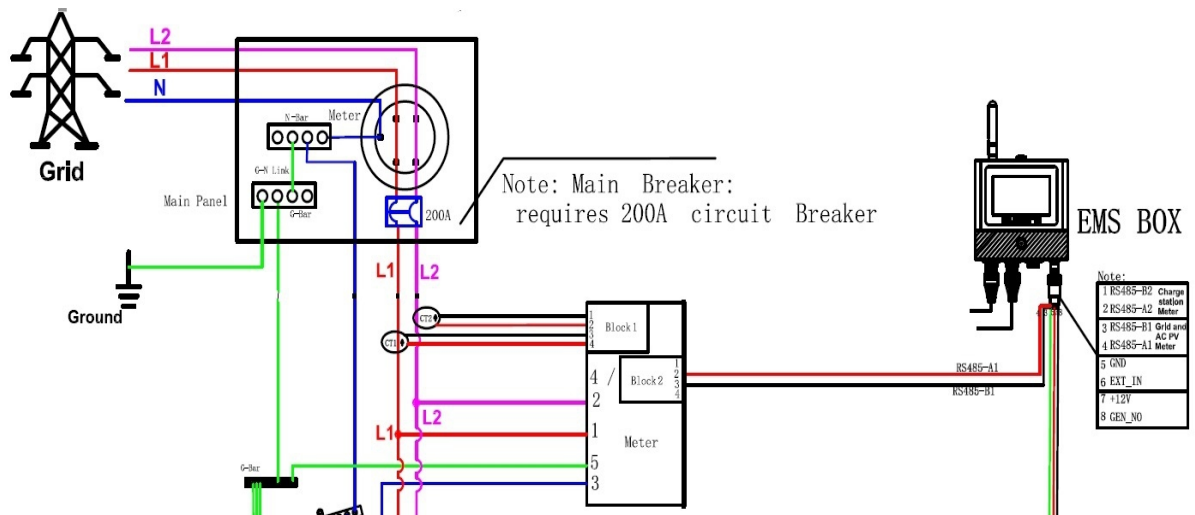 L2
L1
N
Grid
N-Bar
Meter
G-N Link
G-Bar
Main Panel
200A
Note: Main Breaker:
requires 200A circuit Breaker
EMS BOX
Ground
L1
L2
CT2
CT1
1
2
3
4
Block1
4 /
2
1
5
3
Block2
1
2
3
4
Meter
L2
L1
RS485-A1
RS485-B1
Note:
1 RS485-B2 Charge station Meter
2 RS485-A2
3 RS485-B1 Grid and AC PV Meter
4 RS485-A1
5 GND
6 EXT_IN
7 +12V
8 GEN_NO
G-Bar